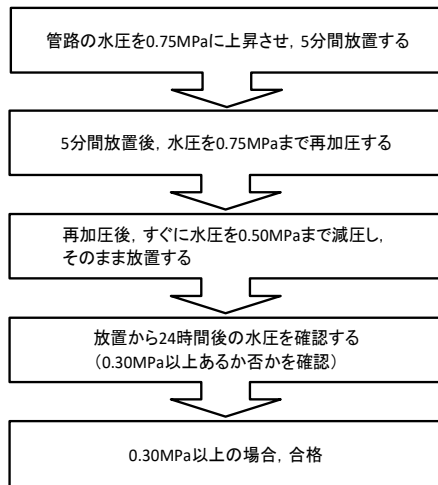 管路の水圧を0.75MPaに上昇させ，5分間放置する
5分間放置後，水圧を0.75MPaまで再加圧する
再加圧後，すぐに水圧を0.50MPaまで減圧し，
そのまま放置する
放置から24時間後の水圧を確認する
（0.30MPa以上あるか否かを確認）
0.30MPa以上の場合，合格